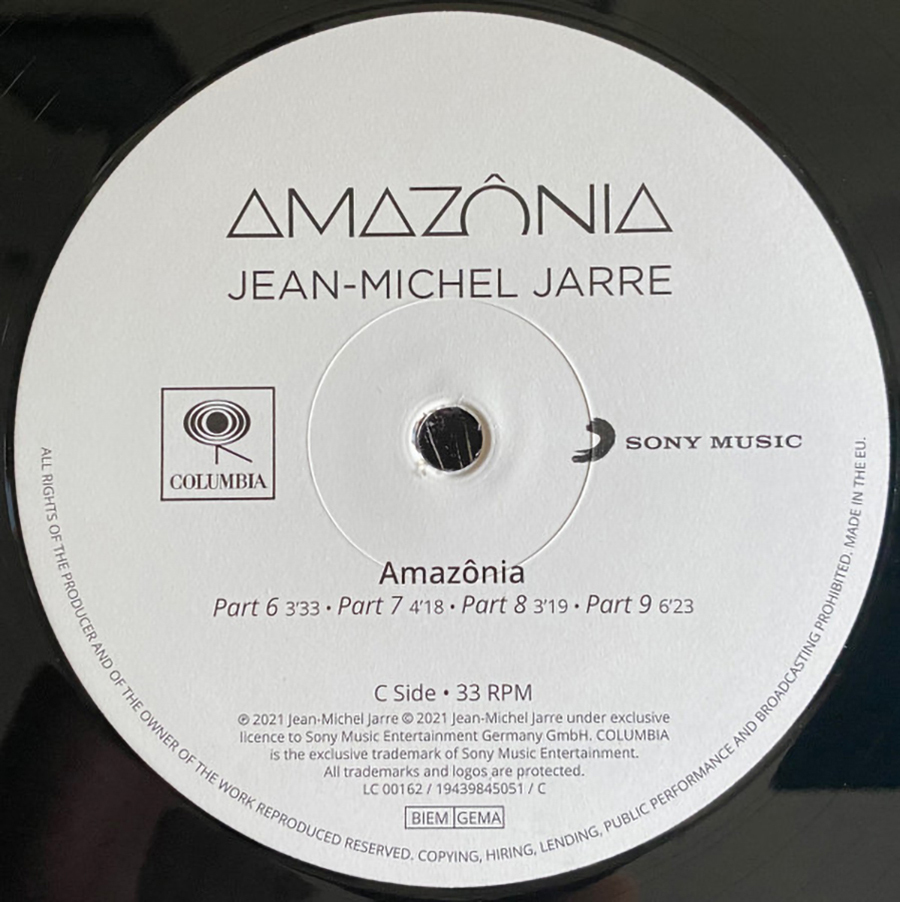 AMAZÔNIA
JEAN-MICHEL JARRE
COLUMBIA
SONY MUSIC
Amazônia
Part 6 3'33 • Part 7 4'18 • Part 8 3'19 • Part 9 6'23
C Side • 33 RPM
℗ 2021 Jean-Michel Jarre © 2021 Jean-Michel Jarre under exclusive
licence to Sony Music Entertainment Germany GmbH. COLUMBIA
is the exclusive trademark of Sony Music Entertainment.
All trademarks and logos are protected.
LC 00162 / 19439845051 / C
BIEM GEMA
ALL RIGHTS OF THE PRODUCER AND OF THE OWNER OF THE WORK REPRODUCED RESERVED. COPYING, HIRING, LENDING, PUBLIC PERFORMANCE AND BROADCASTING PROHIBITED. MADE IN THE EU.